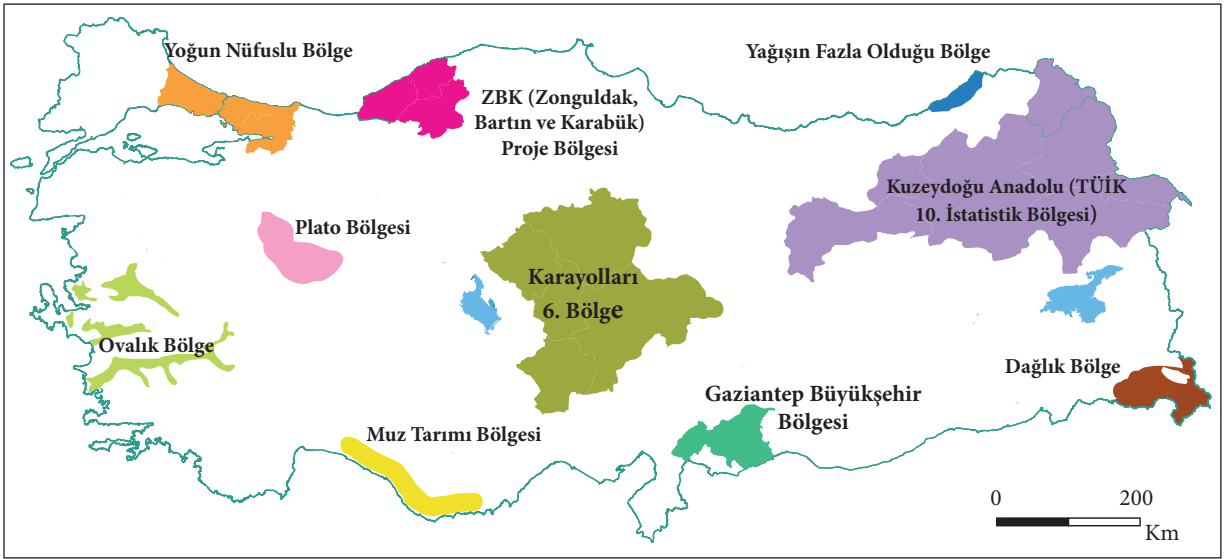 Yoğun Nüfuslu Bölge
Yağışın Fazla Olduğu Bölge
ZBK (Zonguldak,
Bartın ve Karabük)
Proje Bölgesi
Kuzeydoğu Anadolu (TÜİK
10. İstatistik Bölgesi)
Plato Bölgesi
Karayolları
6. Bölge
Ovalık Bölge
Dağlık Bölge
Gaziantep Büyükşehir
Bölgesi
Muz Tarımı Bölgesi
0 200
Km